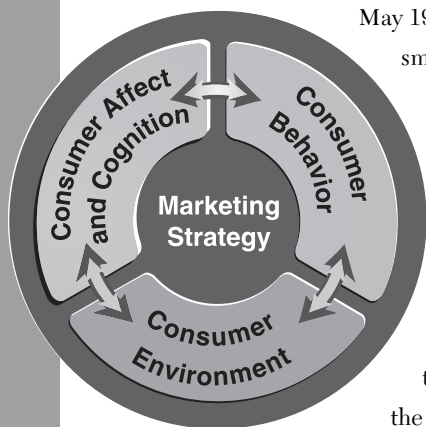 May 19
sm
Consumer Affect
and Cognition
Consumer
Behavior
Marketing
Strategy
Consumer
Environment
t
the